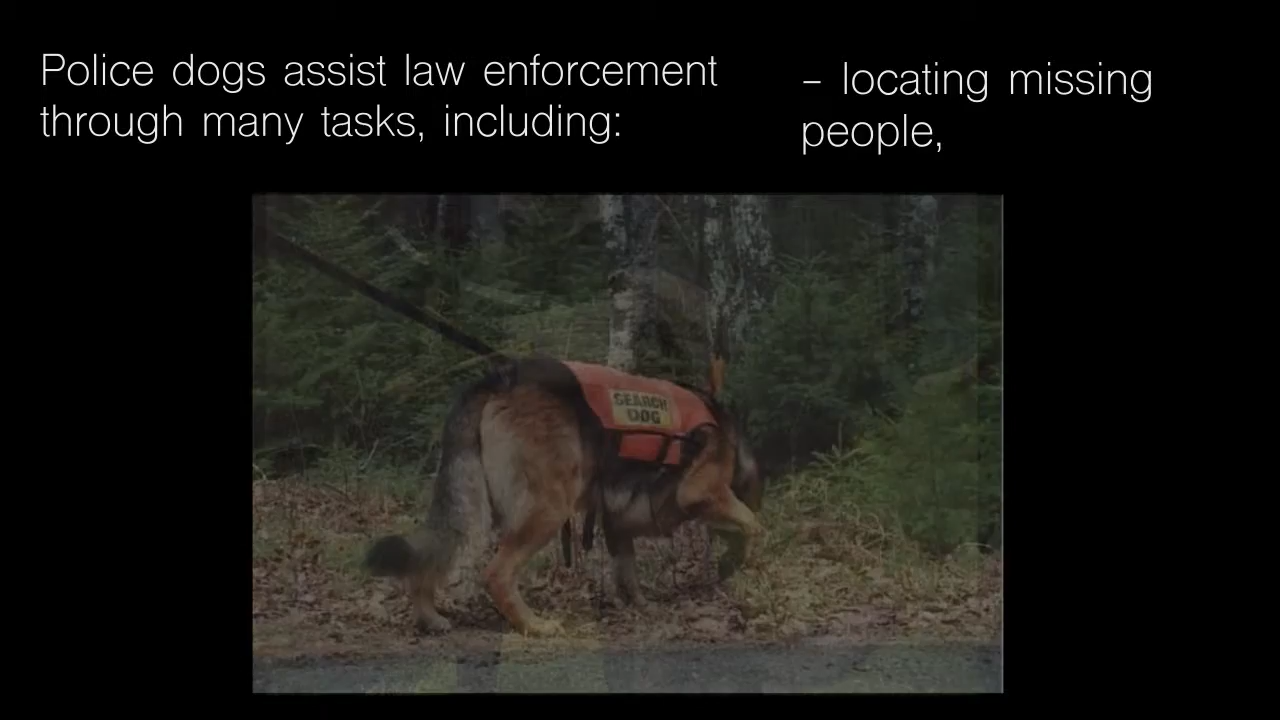 Police dogs assist law enforcement
through many tasks, including:
– locating missing
people,
SEARCH
DOG